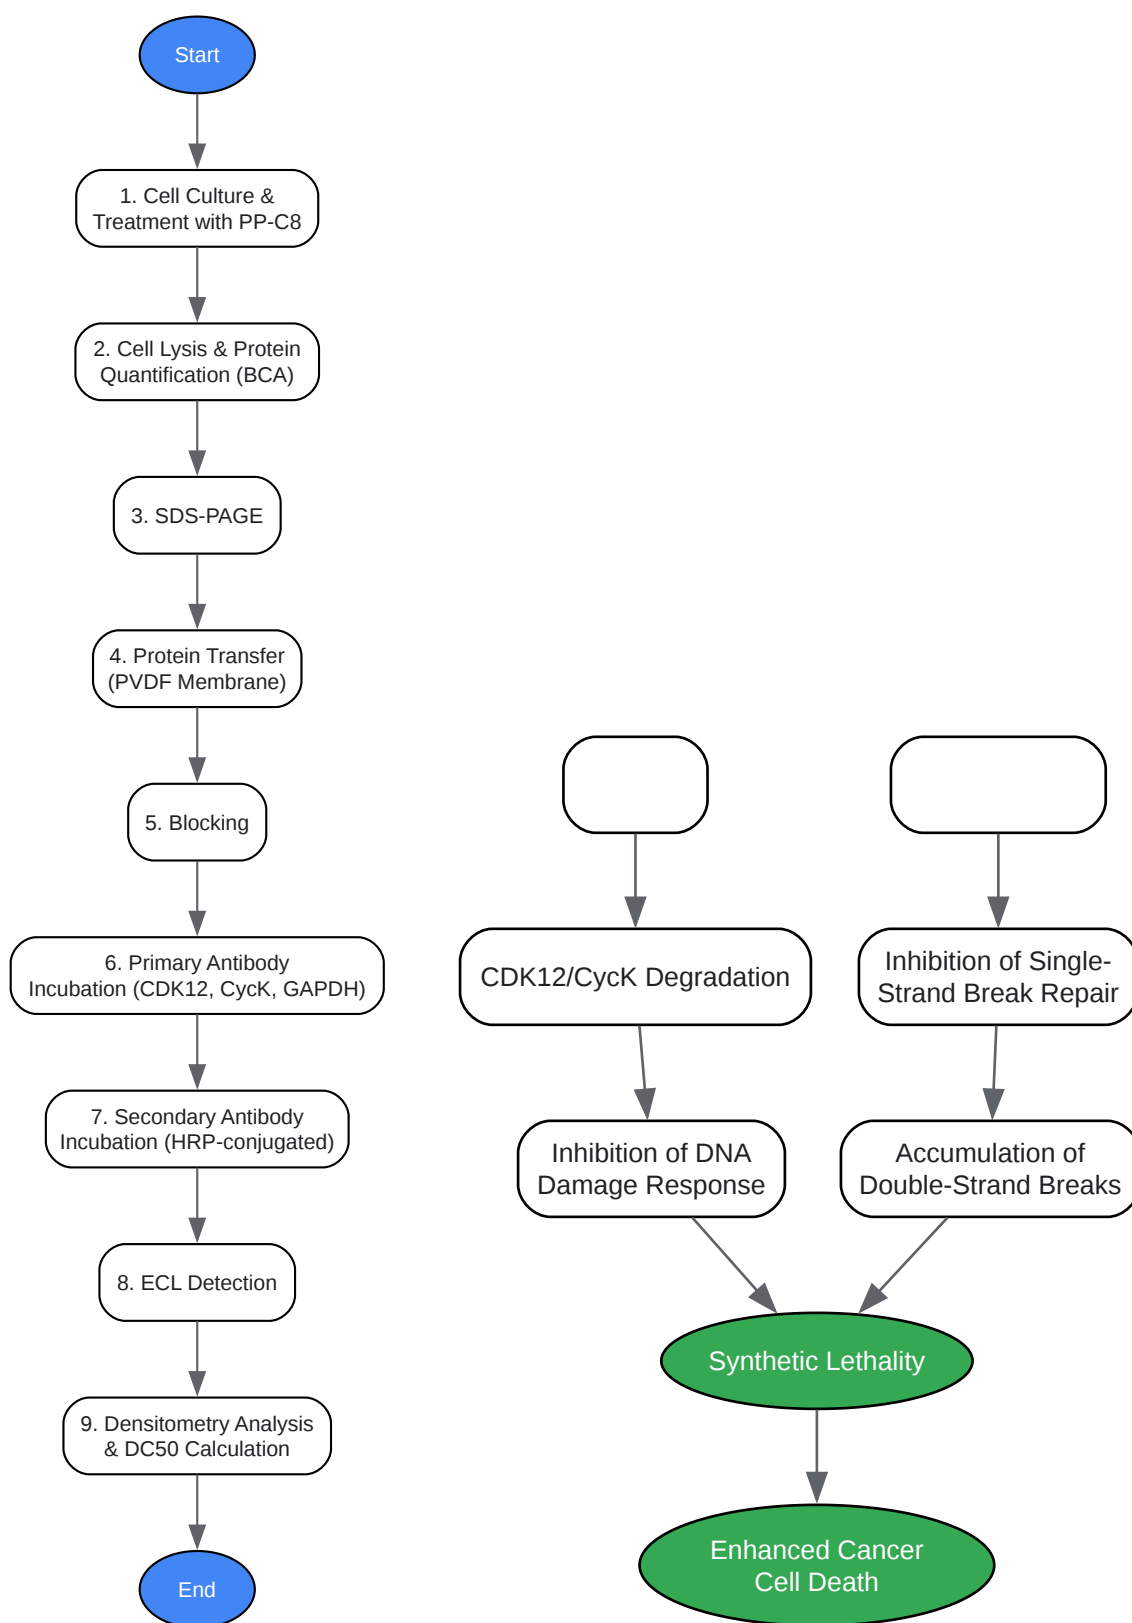 Start
1. Cell Culture &
Treatment with PP-C8
2. Cell Lysis & Protein
Quantification (BCA)
3. SDS-PAGE
4. Protein Transfer
(PVDF Membrane)
5. Blocking
6. Primary Antibody
Incubation (CDK12, CycK, GAPDH)
7. Secondary Antibody
Incubation (HRP-conjugated)
8. ECL Detection
9. Densitometry Analysis
& DC50 Calculation
End
CDK12/CycK Degradation
Inhibition of Single-
Strand Break Repair
Inhibition of DNA
Damage Response
Accumulation of
Double-Strand Breaks
Synthetic Lethality
Enhanced Cancer
Cell Death